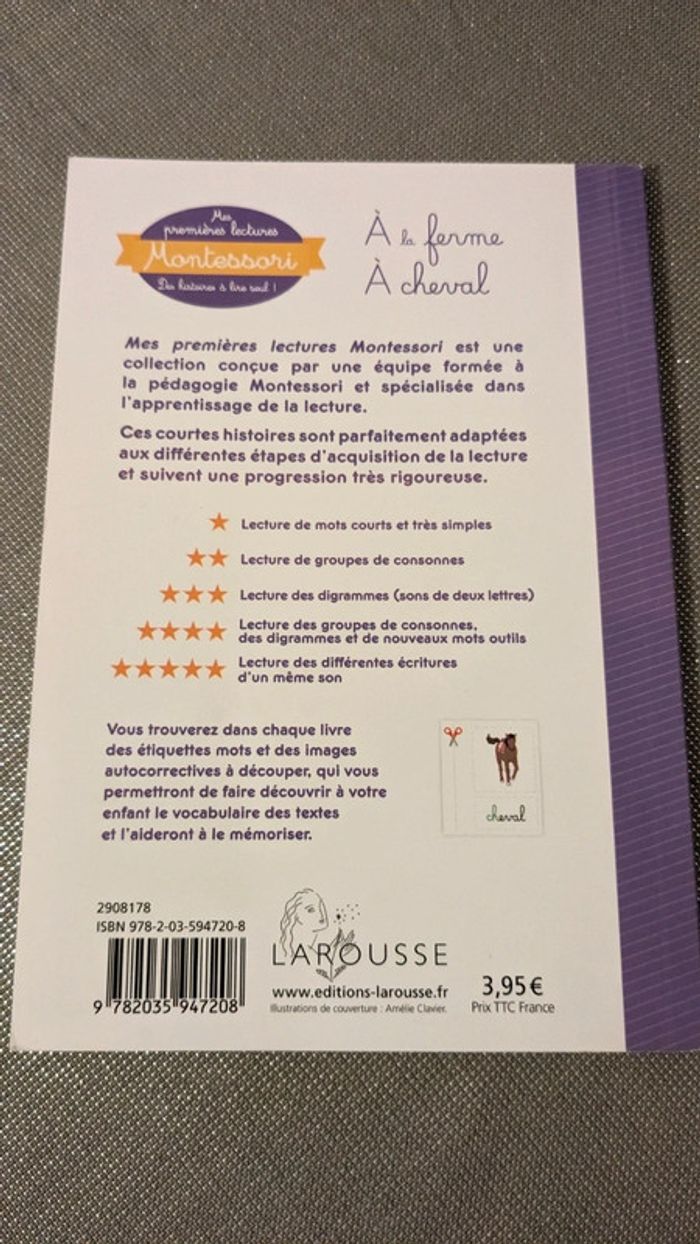 Mes
premières lectures
Montessori
Des histoires à lire seul !
À la ferme
À cheval
Mes premières lectures Montessori est une
collection conçue par une équipe formée à
la pédagogie Montessori et spécialisée dans
l'apprentissage de la lecture.
Ces courtes histoires sont parfaitement adaptées
aux différentes étapes d'acquisition de la lecture
et suivent une progression très rigoureuse.
Lecture de mots courts et très simples
Lecture de groupes de consonnes
Lecture des digrammes (sons de deux lettres)
Lecture des groupes de consonnes,
des digrammes et de nouveaux mots outils
Lecture des différentes écritures
d'un même son
Vous trouverez dans chaque livre
des étiquettes mots et des images
autocorrectives à découper, qui vous
permettront de faire découvrir à votre
enfant le vocabulaire des textes
et l'aideront à le mémoriser.
cheval
2908178
ISBN 978-2-03-594720-8
9 782035 947208
LAROUSSE
www.editions-larousse.fr
Illustrations de couverture : Amélie Clavier.
3,95 €
Prix TTC France